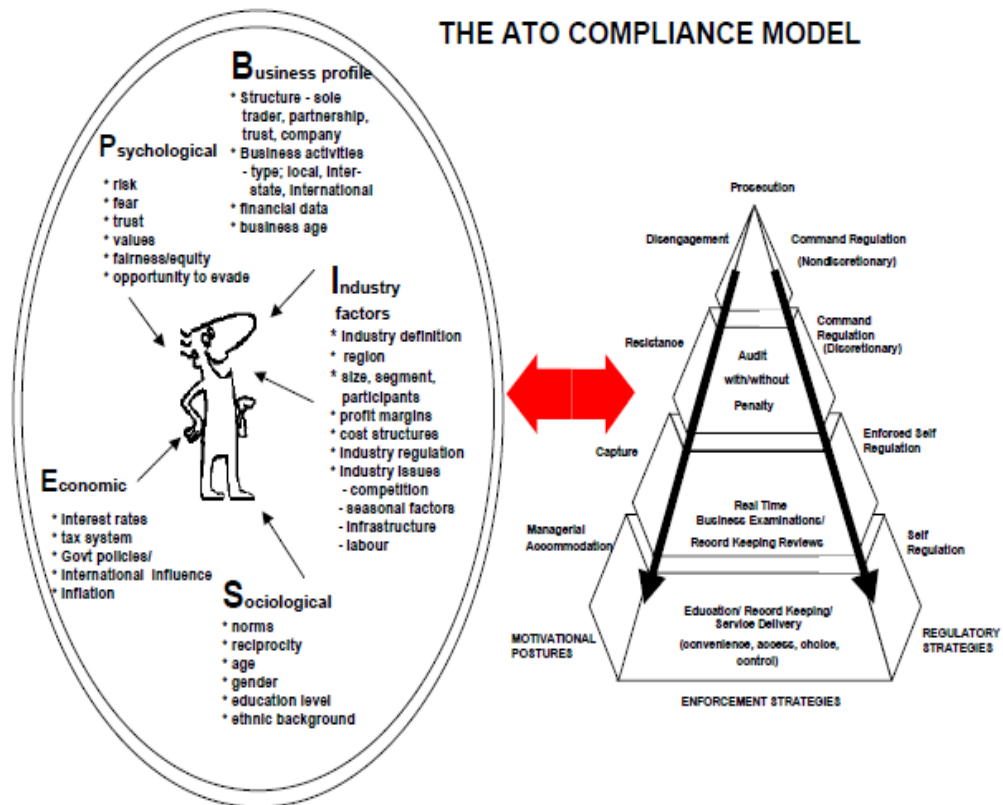 THE ATO COMPLIANCE MODEL
Business profile
* Structure - sole
trader, partnership,
trust, company
* Business activities
- type; local, inter-
state, international
* financial data
* business age
Psychological
* risk
* fear
* trust
* values
* fairness/equity
* opportunity to evade
Industry
factors
* Industry definition
* region
* size, segment,
participants
* profit margins
* cost structures
* Industry regulation
* Industry issues
- competition
- seasonal factors
- infrastructure
- labour
Economic
* interest rates
* tax system
* Govt policies/
* International influence
* inflation
Sociological
* norms
* reciprocity
* age
* gender
* education level
* ethnic background
Prosecution
Disengagement
Command Regulation
(Nondiscretionary)
Resistance
Command
Regulation
(Discretionary)
Audit
with/without
Penalty
Capture
Enforced Self
Regulation
Real Time
Business Examinations/
Record Keeping Reviews
Managerial
Accommodation
Self
Regulation
Education/ Record Keeping/
Service Delivery
(convenience, access, choice,
control)
MOTIVATIONAL
POSTURES
REGULATORY
STRATEGIES
ENFORCEMENT STRATEGIES